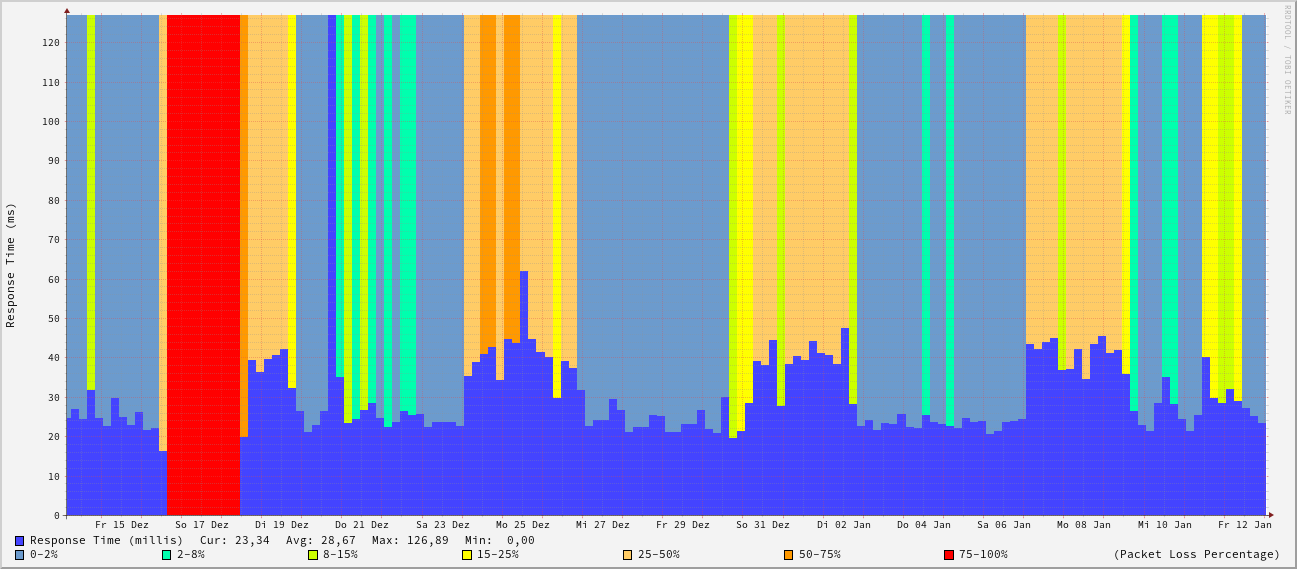 RRDTOOL / TOBI OETIKER
Response Time (ms)
120
110
100
90
80
70
60
50
40
30
20
10
0
Fr 15 Dez So 17 Dez Di 19 Dez Do 21 Dez Sa 23 Dez Mo 25 Dez Mi 27 Dez Fr 29 Dez So 31 Dez Di 02 Jan Do 04 Jan Sa 06 Jan Mo 08 Jan Mi 10 Jan Fr 12 Jan
Response Time (millis) Cur: 23,34 Avg: 28,67 Max: 126,89 Min: 0,00
0-2% 2-8% 8-15% 15-25% 25-50% 50-75% 75-100% (Packet Loss Percentage)